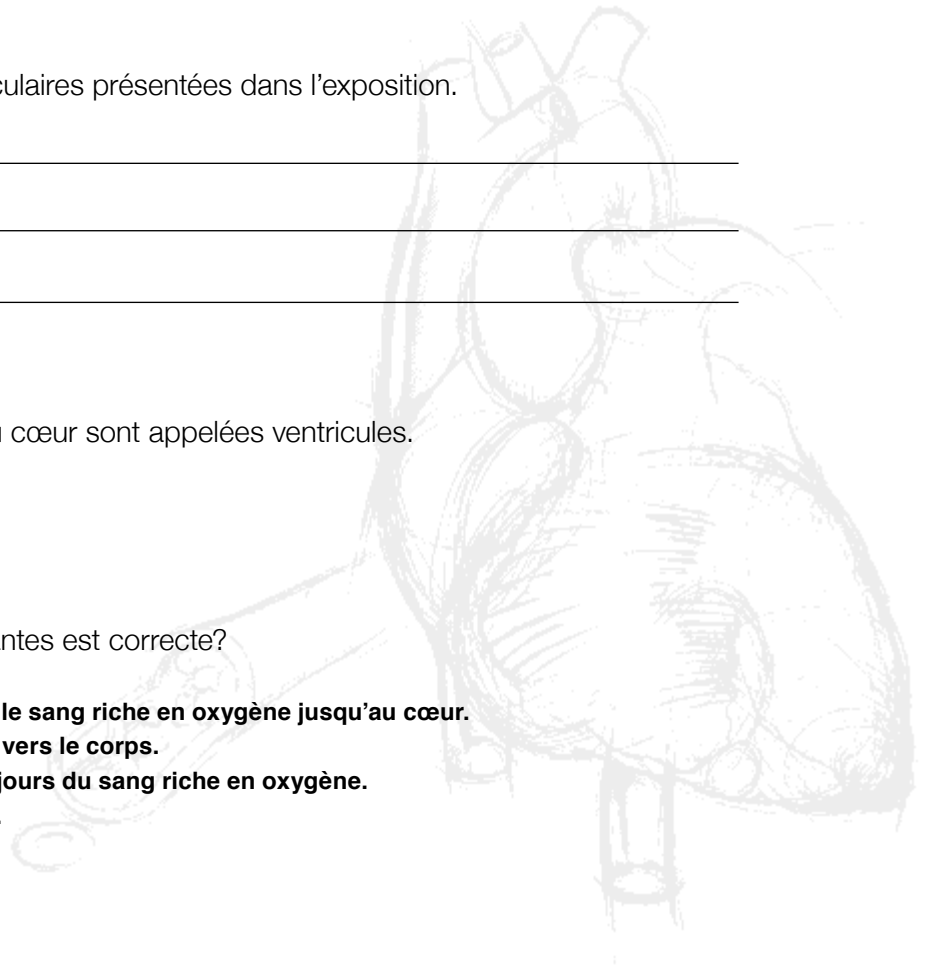 culaires présentées dans l'exposition.
cœur sont appelées ventricules.
antes est correcte?
le sang riche en oxygène jusqu'au cœur.
vers le corps.
jours du sang riche en oxygène.